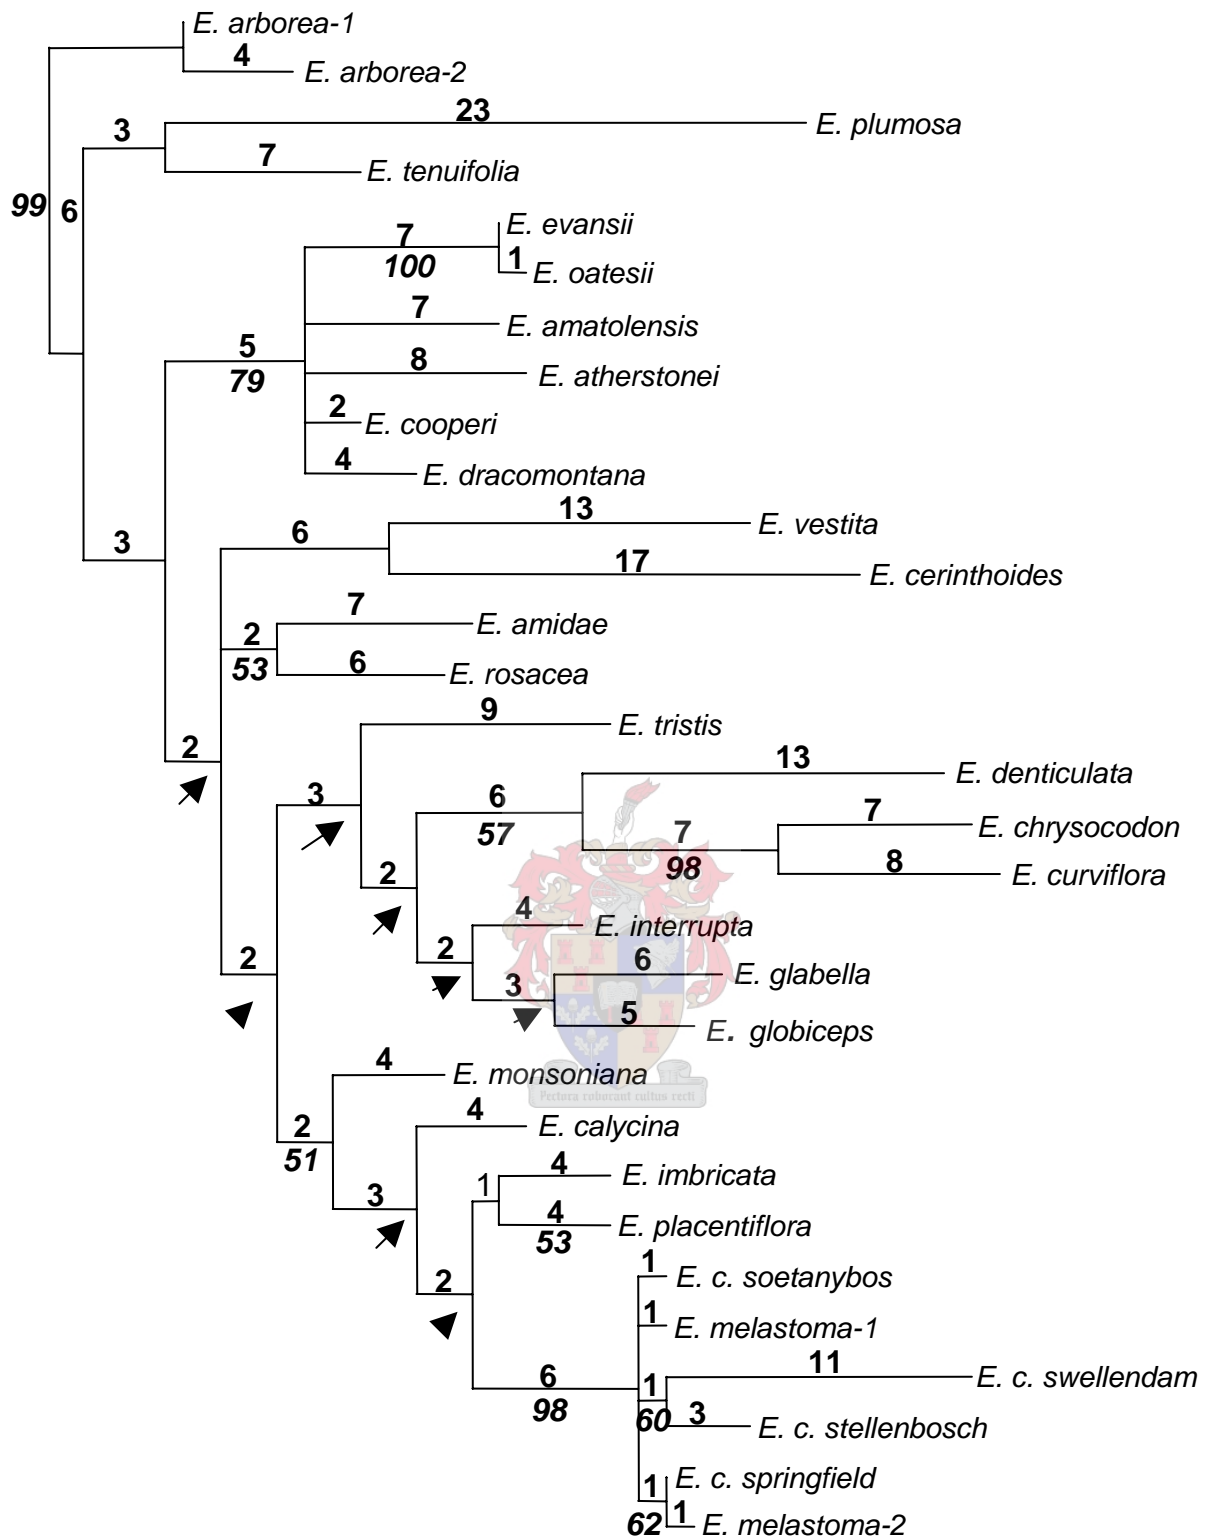 E. arborea-1
4
E. arborea-2
23
3
E. plumosa
7
E. tenuifolia
99 6
E. evansii
7
1
100
E. oatesii
7
E. amatolensis
5
8
79
E. atherstonei
2
E. cooperi
4
E. dracomontana
13
E. vestita
6
3
17
E. cerinthoides
7
E. amidae
2
53
6
E. rosacea
9
E. tristis
2
13
E. denticulata
3
6
57
7
E. chrysocodon
7
98
8
E. curviflora
2
4
E. interrupta
2
2
6
E. glabella
3
5
E. globiceps
4
E. monsoniana
Pectora roborant cultus recti
4
E. calycina
2
51
4
E. imbricata
1
3
4
E. placentiflora
53
1
E. c. soetanybos
2
1
E. melastoma-1
11
E. c. swellendam
6
98
1
60
3
E. c. stellenbosch
E. c. springfield
1
1
62
E. melastoma-2